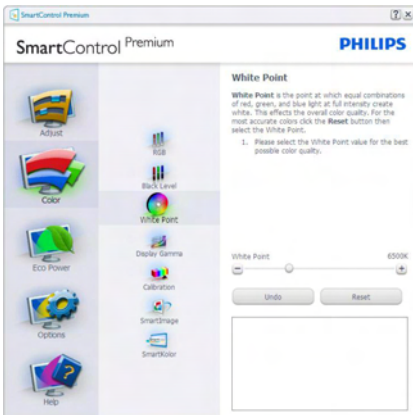 SmartControl Premium
SmartControl Premium
PHILIPS
Adjust
Color
Eco Power
Options
Help
RGB
Black Level
White Point
Display Gamma
Calibration
SmartImage
SmartKolor
White Point
White Point is the point at which equal combinations
of red, green, and blue light at full intensity create
white. This effects the overall color quality. For the
most accurate colors click the Reset button then
select the White Point.
1. Please select the White Point value for the best
possible color quality.
White Point 6500K
Undo Reset